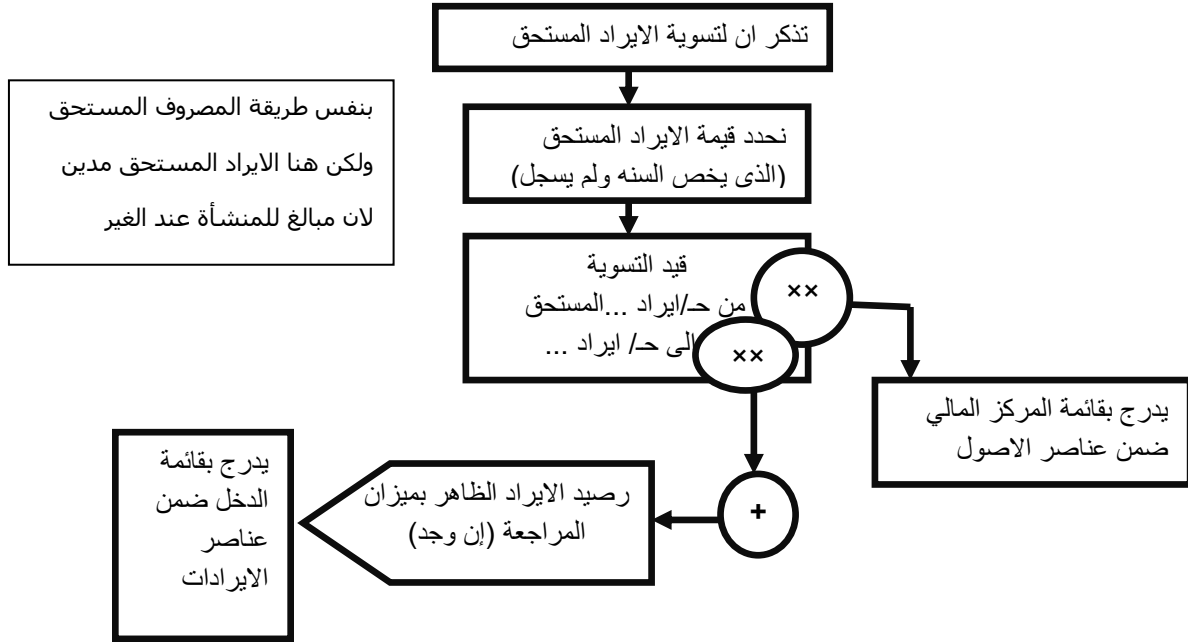 تذكر ان لتسوية الايراد المستحق
بنفس طريقة المصروف المستحق
ولكن هنا الايراد المستحق مدين
لان مبالغ للمنشأة عند الغير
نحدد قيمة الايراد المستحق
(الذى يخص السنه ولم يسجل)
قيد التسوية
من حـ/ايراد ...المستحق
××
الى حـ/ ايراد ...
××
يدرج بقائمة المركز المالي
ضمن عناصر الاصول
+
رصيد الايراد الظاهر بميزان
المراجعة (إن وجد)
يدرج بقائمة
الدخل ضمن
عناصر
الايرادات